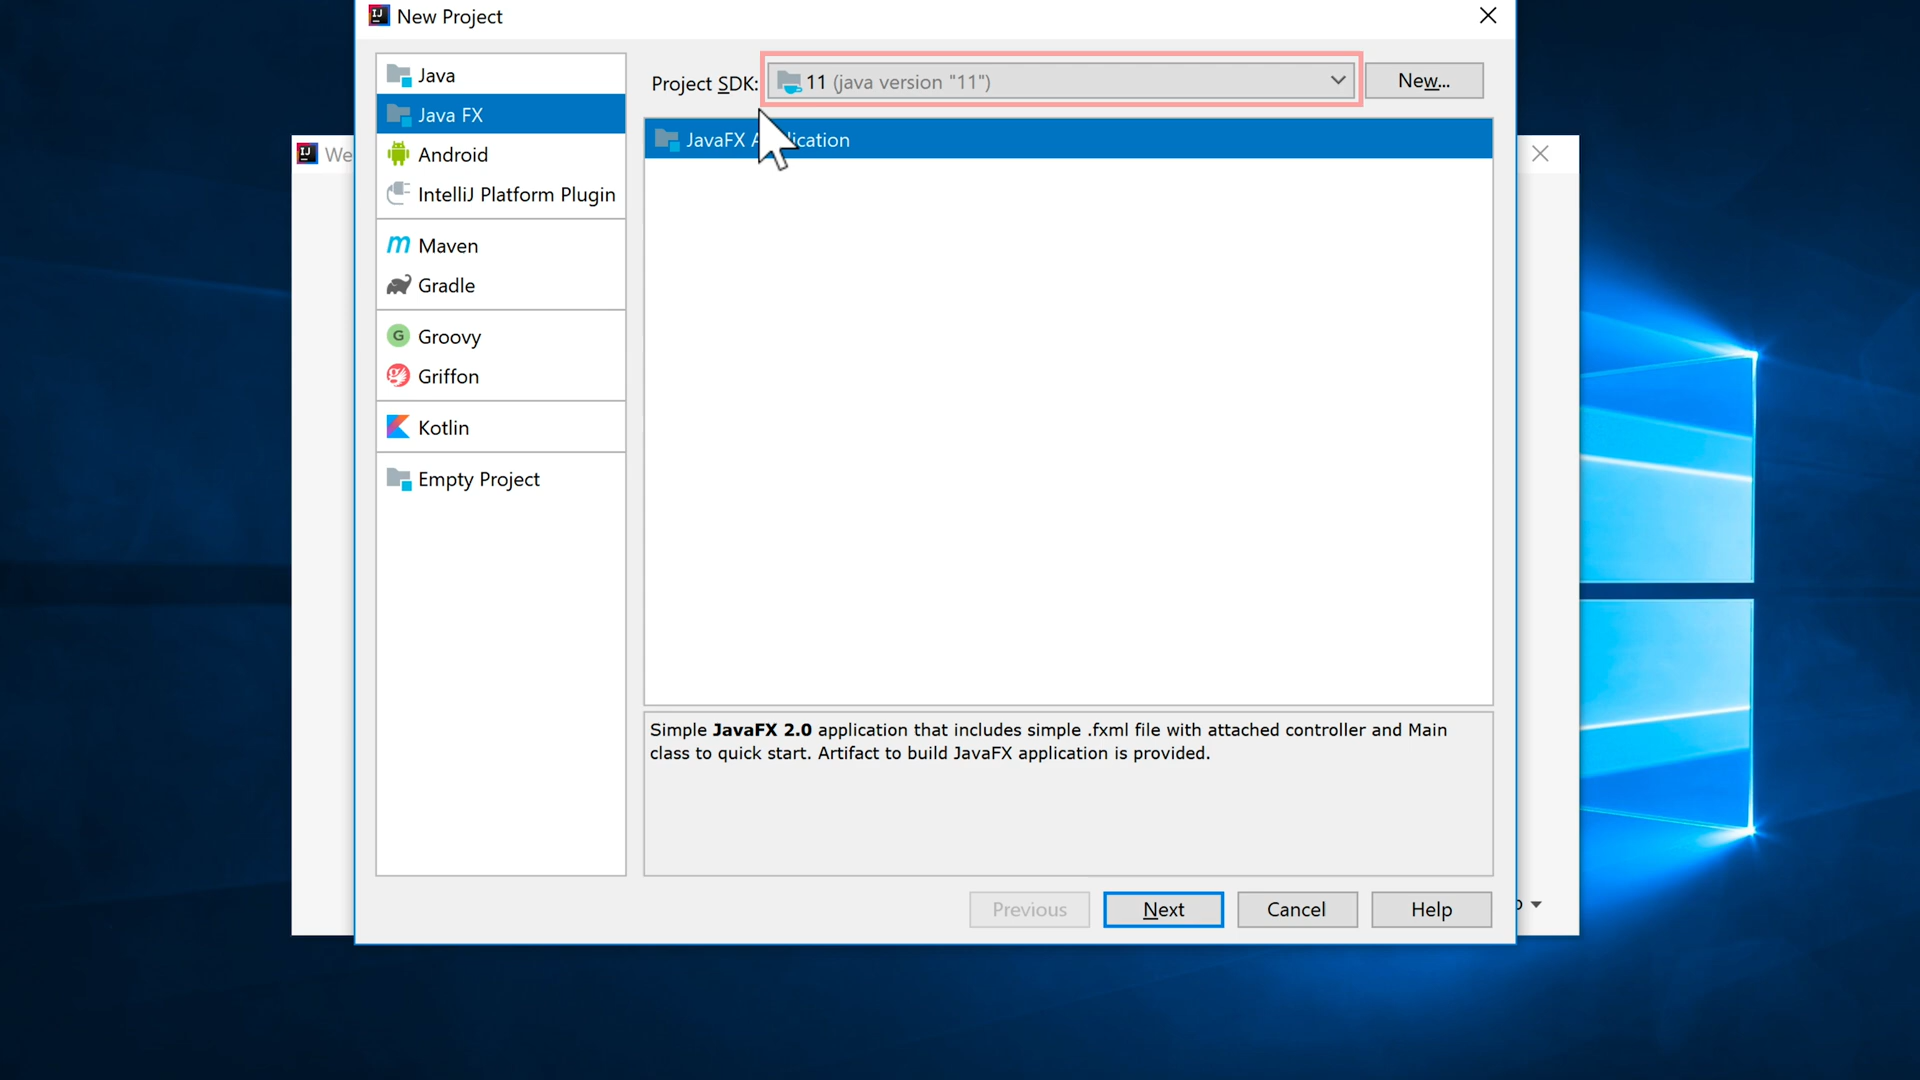 New Project
Java
Java FX
Android
IntelliJ Platform Plugin
Maven
Gradle
Groovy
Griffon
Kotlin
Empty Project
Project SDK: 11 (java version "11") New...
JavaFX
Simple JavaFX 2.0 application that includes simple .fxml file with attached controller and Main
class to quick start. Artifact to build JavaFX application is provided.
Previous Next Cancel Help